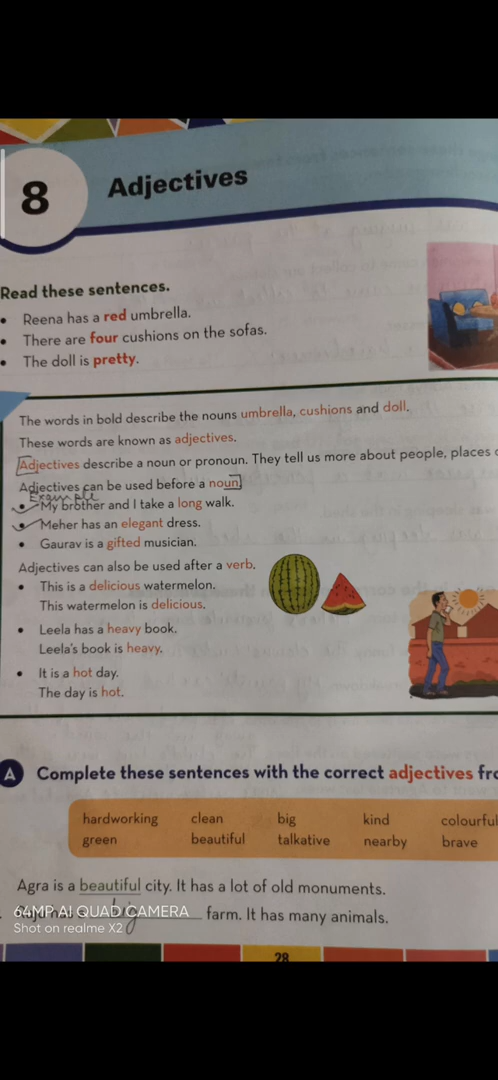 8
Adjectives
Read these sentences.
• Reena has a red umbrella.
• There are four cushions on the sofas.
• The doll is pretty.
The words in bold describe the nouns umbrella, cushions and doll.
These words are known as adjectives.
Adjectives describe a noun or pronoun. They tell us more about people, places
Adjectives can be used before a noun
Example
• My brother and I take a long walk.
• Meher has an elegant dress.
• Gaurav is a gifted musician.
Adjectives can also be used after a verb.
• This is a delicious watermelon.
This watermelon is delicious.
• Leela has a heavy book.
Leela's book is heavy.
• It is a hot day.
The day is hot.
A Complete these sentences with the correct adjectives
hardworking clean big kind colourful
green beautiful talkative nearby brave
Agra is a beautiful city. It has a lot of old monuments.
big farm. It has many animals.
64MP AI QUAD CAMERA
Shot on realme X2
28